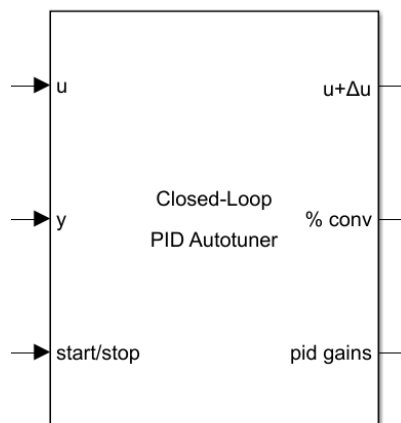 u
u+Δu
Closed-Loop
PID Autotuner
y
% conv
start/stop
pid gains